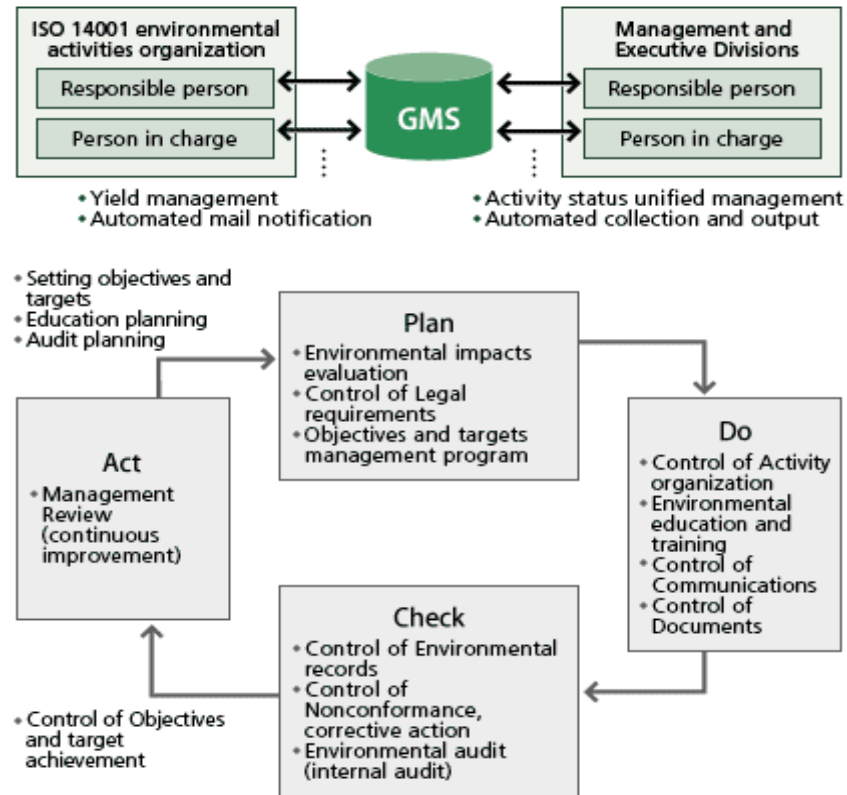 ISO 14001 environmental
activities organization
Responsible person
Person in charge
GMS
Management and
Executive Divisions
Responsible person
Person in charge
• Yield management
• Automated mail notification
• Activity status unified management
• Automated collection and output
• Setting objectives and
targets
• Education planning
• Audit planning
Plan
• Environmental impacts
evaluation
• Control of Legal
requirements
• Objectives and targets
management program
Do
• Control of Activity
organization
• Environmental
education and
training
• Control of
Communications
• Control of
Documents
Check
• Control of Environmental
records
• Control of
Nonconformance,
corrective action
• Environmental audit
(internal audit)
• Control of Objectives
and target
achievement
Act
• Management
Review
(continuous
improvement)